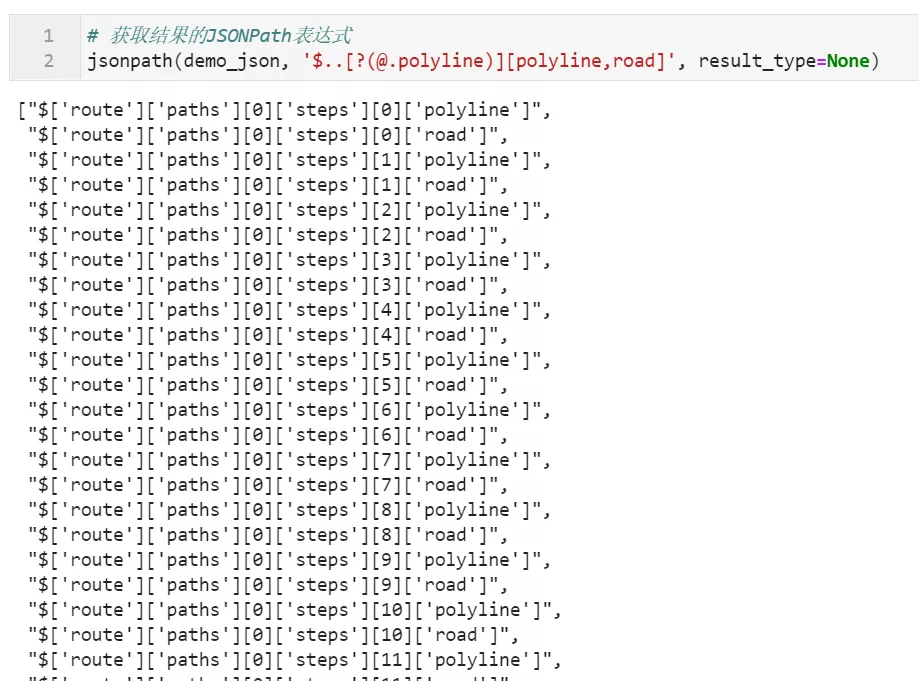 1 # 获取结果的JSONPath表达式
2 jsonpath(demo_json, '$..[?(@.polyline)][polyline,road]', result_type=None)
["$['route']['paths'][0]['steps'][0]['polyline']",
"$['route']['paths'][0]['steps'][0]['road']",
"$['route']['paths'][0]['steps'][1]['polyline']",
"$['route']['paths'][0]['steps'][1]['road']",
"$['route']['paths'][0]['steps'][2]['polyline']",
"$['route']['paths'][0]['steps'][2]['road']",
"$['route']['paths'][0]['steps'][3]['polyline']",
"$['route']['paths'][0]['steps'][3]['road']",
"$['route']['paths'][0]['steps'][4]['polyline']",
"$['route']['paths'][0]['steps'][4]['road']",
"$['route']['paths'][0]['steps'][5]['polyline']",
"$['route']['paths'][0]['steps'][5]['road']",
"$['route']['paths'][0]['steps'][6]['polyline']",
"$['route']['paths'][0]['steps'][6]['road']",
"$['route']['paths'][0]['steps'][7]['polyline']",
"$['route']['paths'][0]['steps'][7]['road']",
"$['route']['paths'][0]['steps'][8]['polyline']",
"$['route']['paths'][0]['steps'][8]['road']",
"$['route']['paths'][0]['steps'][9]['polyline']",
"$['route']['paths'][0]['steps'][9]['road']",
"$['route']['paths'][0]['steps'][10]['polyline']",
"$['route']['paths'][0]['steps'][10]['road']",
"$['route']['paths'][0]['steps'][11]['polyline']",